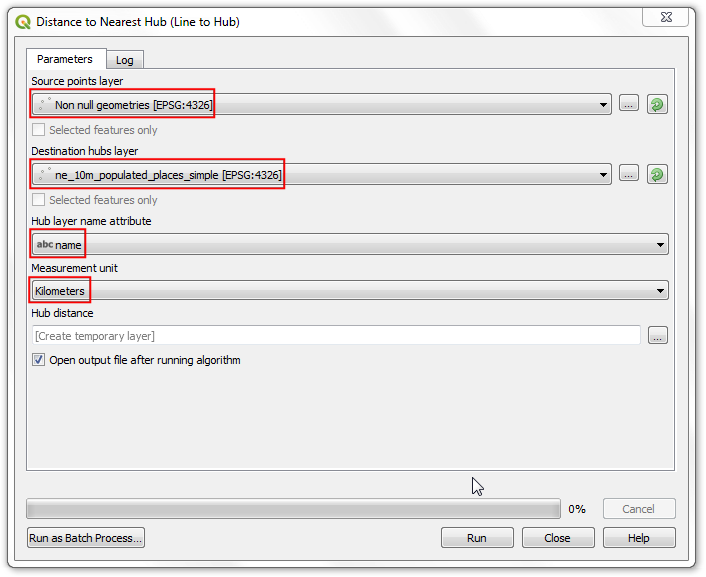 Distance to Nearest Hub (Line to Hub)
Parameters
Log
Source points layer
Non null geometries [EPSG:4326]
...
Selected features only
Destination hubs layer
ne_10m_populated_places_simple [EPSG:4326]
...
Selected features only
Hub layer name attribute
abc name
Measurement unit
Kilometers
Hub distance
[Create temporary layer]
...
Open output file after running algorithm
0%
Cancel
Run as Batch Process...
Run
Close
Help